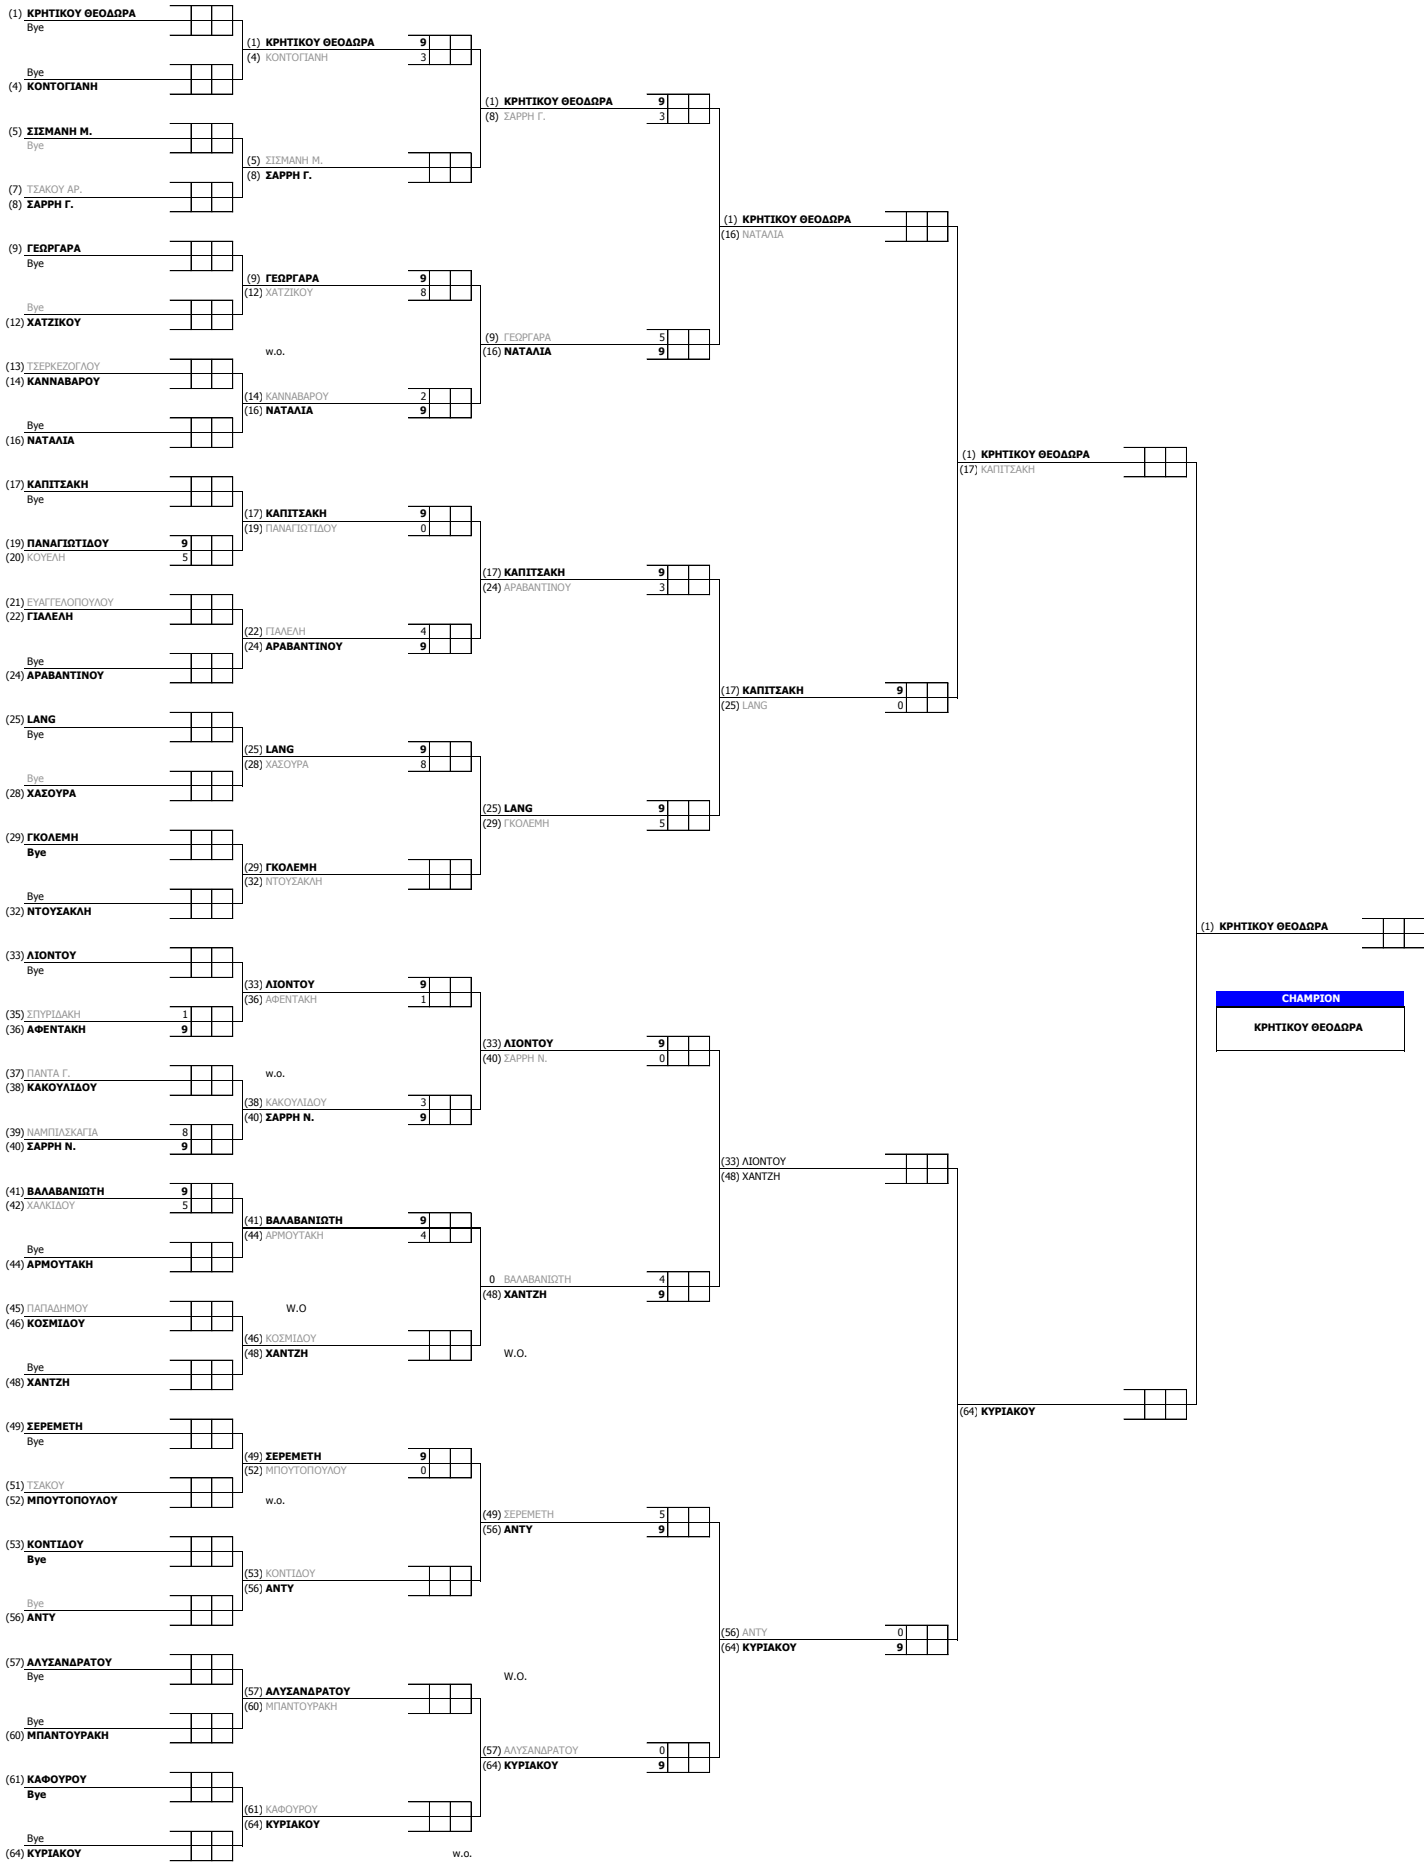 (1) ΚΡΗΤΙΚΟΥ ΘΕΟΔΩΡΑ
Bye
(1) ΚΡΗΤΙΚΟΥ ΘΕΟΔΩΡΑ 9
(4) ΚΟΝΤΟΓΙΑΝΗ 3
Bye
(4) ΚΟΝΤΟΓΙΑΝΗ
(1) ΚΡΗΤΙΚΟΥ ΘΕΟΔΩΡΑ 9
(8) ΣΑΡΡΗ Γ. 3
(5) ΣΙΣΜΑΝΗ Μ.
Bye
(5) ΣΙΣΜΑΝΗ Μ.
(8) ΣΑΡΡΗ Γ.
(7) ΤΣΑΚΟΥ ΑΡ.
(8) ΣΑΡΡΗ Γ.
(1) ΚΡΗΤΙΚΟΥ ΘΕΟΔΩΡΑ
(16) ΝΑΤΑΛΙΑ
(9) ΓΕΩΡΓΑΡΑ
Bye
(9) ΓΕΩΡΓΑΡΑ 9
(12) ΧΑΤΖΙΚΟΥ 8
Bye
(12) ΧΑΤΖΙΚΟΥ
(9) ΓΕΩΡΓΑΡΑ 5
(16) ΝΑΤΑΛΙΑ 9
w.o.
(13) ΤΣΕΡΚΕΖΟΓΛΟΥ
(14) ΚΑΝΝΑΒΑΡΟΥ
(14) ΚΑΝΝΑΒΑΡΟΥ 2
(16) ΝΑΤΑΛΙΑ 9
Bye
(16) ΝΑΤΑΛΙΑ
(1) ΚΡΗΤΙΚΟΥ ΘΕΟΔΩΡΑ
(17) ΚΑΠΙΤΣΑΚΗ
(17) ΚΑΠΙΤΣΑΚΗ
Bye
(17) ΚΑΠΙΤΣΑΚΗ 9
(19) ΠΑΝΑΓΙΩΤΙΔΟΥ 0
(19) ΠΑΝΑΓΙΩΤΙΔΟΥ 9
(20) ΚΟΥΕΛΗ 5
(17) ΚΑΠΙΤΣΑΚΗ 9
(24) ΑΡΑΒΑΝΤΙΝΟΥ 3
(21) ΕΥΑΓΓΕΛΟΠΟΥΛΟΥ
(22) ΓΙΑΛΕΛΗ
(22) ΓΙΑΛΕΛΗ 4
(24) ΑΡΑΒΑΝΤΙΝΟΥ 9
Bye
(24) ΑΡΑΒΑΝΤΙΝΟΥ
(17) ΚΑΠΙΤΣΑΚΗ 9
(25) LANG 0
(25) LANG
Bye
(25) LANG 9
(28) ΧΑΣΟΥΡΑ 8
Bye
(28) ΧΑΣΟΥΡΑ
(25) LANG 9
(29) ΓΚΟΛΕΜΗ 5
(29) ΓΚΟΛΕΜΗ
Bye
(29) ΓΚΟΛΕΜΗ
(32) ΝΤΟΥΣΑΚΛΗ
Bye
(32) ΝΤΟΥΣΑΚΛΗ
(1) ΚΡΗΤΙΚΟΥ ΘΕΟΔΩΡΑ
CHAMPION
ΚΡΗΤΙΚΟΥ ΘΕΟΔΩΡΑ
(33) ΛΙΟΝΤΟΥ
Bye
(33) ΛΙΟΝΤΟΥ 9
(36) ΑΦΕΝΤΑΚΗ 1
(35) ΣΠΥΡΙΔΑΚΗ 1
(36) ΑΦΕΝΤΑΚΗ 9
(33) ΛΙΟΝΤΟΥ 9
(40) ΣΑΡΡΗ Ν. 0
(37) ΠΑΝΤΑ Γ.
w.o.
(38) ΚΑΚΟΥΛΙΔΟΥ
(38) ΚΑΚΟΥΛΙΔΟΥ 3
(40) ΣΑΡΡΗ Ν. 9
(39) ΝΑΜΠΙΛΣΚΑΓΙΑ 8
(40) ΣΑΡΡΗ Ν. 9
(33) ΛΙΟΝΤΟΥ
(48) ΧΑΝΤΖΗ
(41) ΒΑΛΑΒΑΝΙΩΤΗ 9
(42) ΧΑΛΚΙΔΟΥ 5
(41) ΒΑΛΑΒΑΝΙΩΤΗ 9
(44) ΑΡΜΟΥΤΑΚΗ 4
Bye
(44) ΑΡΜΟΥΤΑΚΗ
0 ΒΑΛΑΒΑΝΙΩΤΗ 4
(48) ΧΑΝΤΖΗ 9
(45) ΠΑΠΑΔΗΜΟΥ
W.O
(46) ΚΟΣΜΙΔΟΥ
(46) ΚΟΣΜΙΔΟΥ
(48) ΧΑΝΤΖΗ
W.O.
Bye
(48) ΧΑΝΤΖΗ
(64) ΚΥΡΙΑΚΟΥ
(49) ΣΕΡΕΜΕΤΗ
Bye
(49) ΣΕΡΕΜΕΤΗ 9
(52) ΜΠΟΥΤΟΠΟΥΛΟΥ 0
(51) ΤΣΑΚΟΥ
(52) ΜΠΟΥΤΟΠΟΥΛΟΥ
w.o.
(49) ΣΕΡΕΜΕΤΗ 5
(56) ΑΝΤΥ 9
(53) ΚΟΝΤΙΔΟΥ
Bye
(53) ΚΟΝΤΙΔΟΥ
(56) ΑΝΤΥ
Bye
(56) ΑΝΤΥ
(56) ΑΝΤΥ 0
(64) ΚΥΡΙΑΚΟΥ 9
(57) ΑΛΥΣΑΝΔΡΑΤΟΥ
Bye
W.O.
(57) ΑΛΥΣΑΝΔΡΑΤΟΥ
(60) ΜΠΑΝΤΟΥΡΑΚΗ
Bye
(60) ΜΠΑΝΤΟΥΡΑΚΗ
(57) ΑΛΥΣΑΝΔΡΑΤΟΥ 0
(64) ΚΥΡΙΑΚΟΥ 9
(61) ΚΑΦΟΥΡΟΥ
Bye
(61) ΚΑΦΟΥΡΟΥ
(64) ΚΥΡΙΑΚΟΥ
Bye
(64) ΚΥΡΙΑΚΟΥ
w.o.